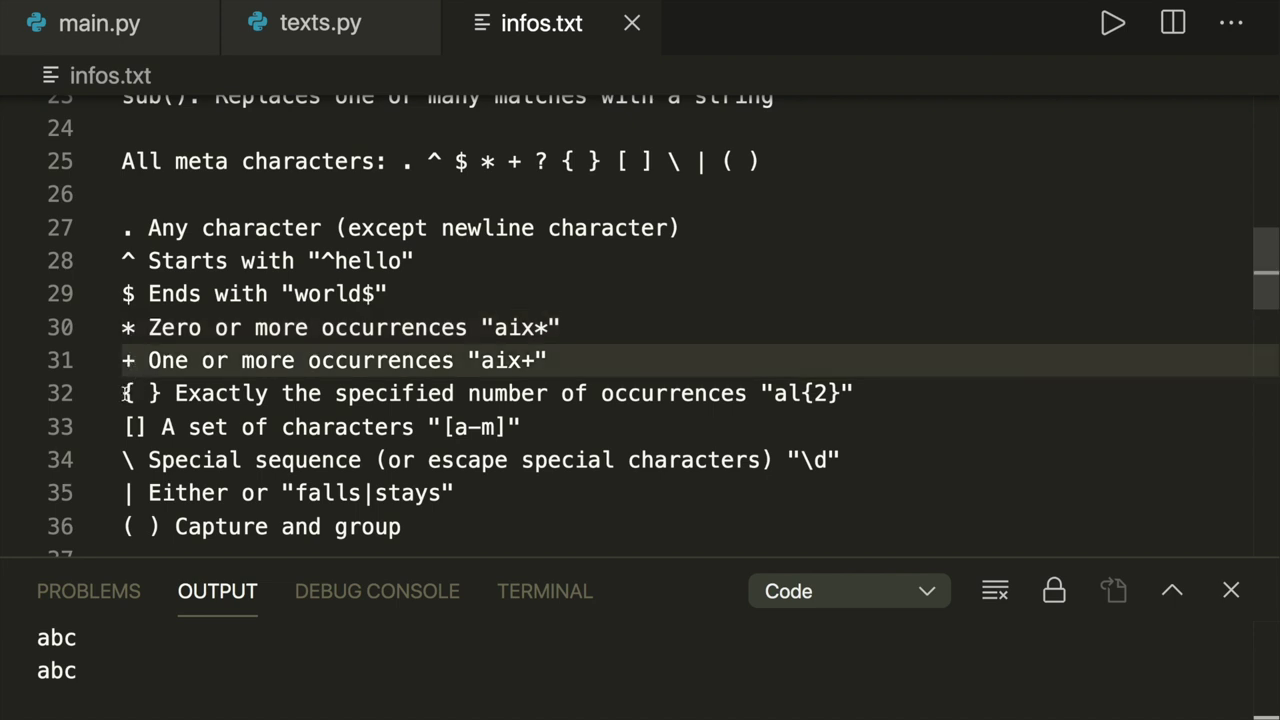 main.py
texts.py
infos.txt
infos.txt
23 sub(): Replaces one or many matches with a string
24
25 All meta characters: . ^ $ * + ? { } [ ] \ | ( )
26
27 . Any character (except newline character)
28 ^ Starts with "^hello"
29 $ Ends with "world$"
30 * Zero or more occurrences "aix*"
31 + One or more occurrences "aix+"
32 { } Exactly the specified number of occurrences "al{2}"
33 [] A set of characters "[a-m]"
34 \ Special sequence (or escape special characters) "\d"
35 | Either or "falls|stays"
36 ( ) Capture and group
37
PROBLEMS OUTPUT DEBUG CONSOLE TERMINAL Code
abc
abc